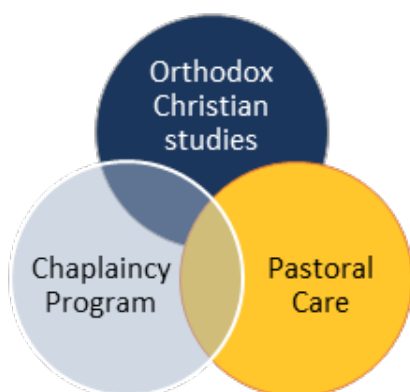 Orthodox
Christian
studies
Chaplaincy
Program
Pastoral
Care